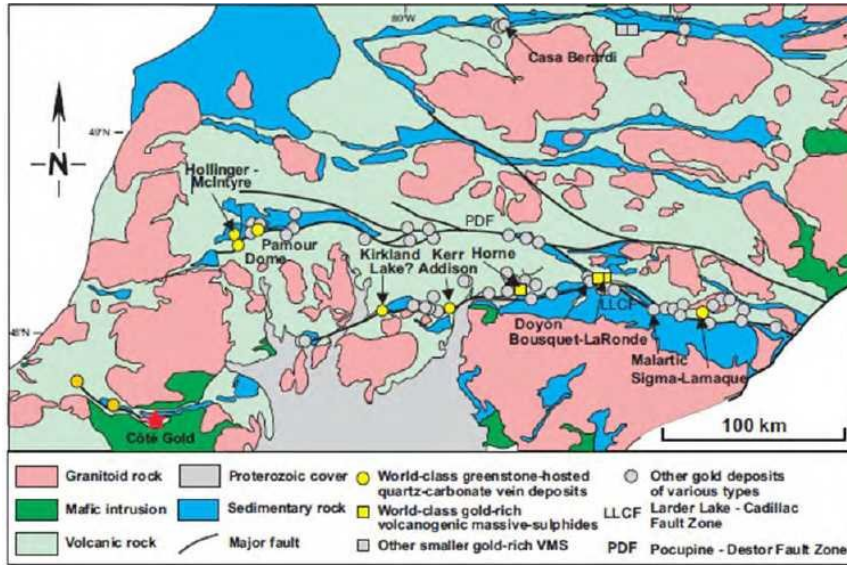 80°W
Casa Berardi
49°N
N
Hollinger -
McIntyre
PDF
Pamour
Dome
Kirkland
Lake?
Kerr
Addison
Horne
LLCF
48°N
Doyon
Bousquet-LaRonde
Malartic
Sigma-Lamaque
Côté Gold
100 km
Granitoid rock
Proterozoic cover
World-class greenstone-hosted
quartz-carbonate vein deposits
Other gold deposits
of various types
Mafic intrusion
Sedimentary rock
World-class gold-rich
volcanogenic massive-sulphides
LLCF Larder Lake - Cadillac
Fault Zone
Volcanic rock
Major fault
Other smaller gold-rich VMS
PDF Pocupine - Destor Fault Zone